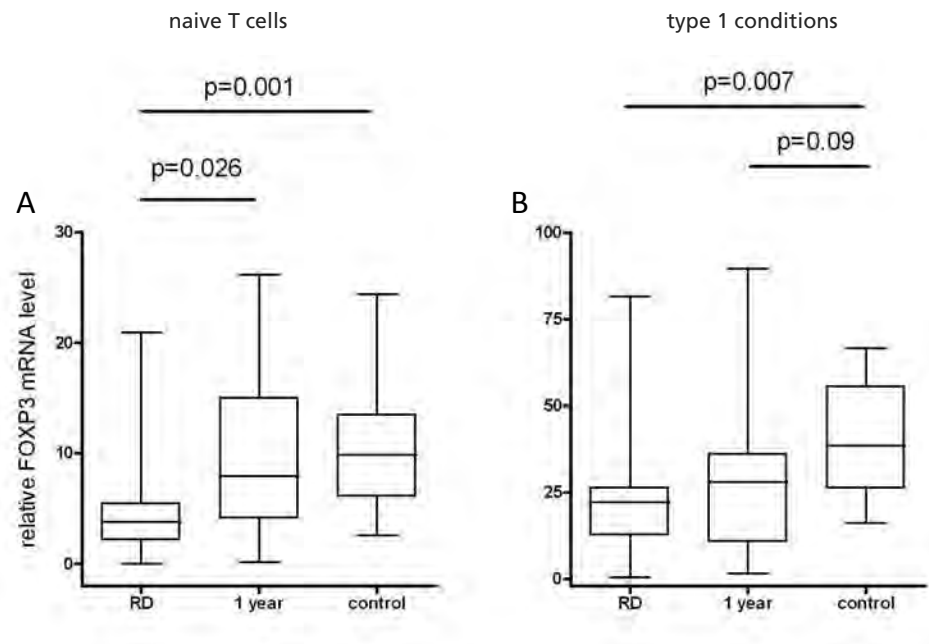 naive T cells
type 1 conditions
p=0.001
p=0.007
p=0.026
p=0.09
A
B
relative FOXP3 mRNA level
30
20
10
0
RD
1 year
control
100
75
50
25
0
RD
1 year
control